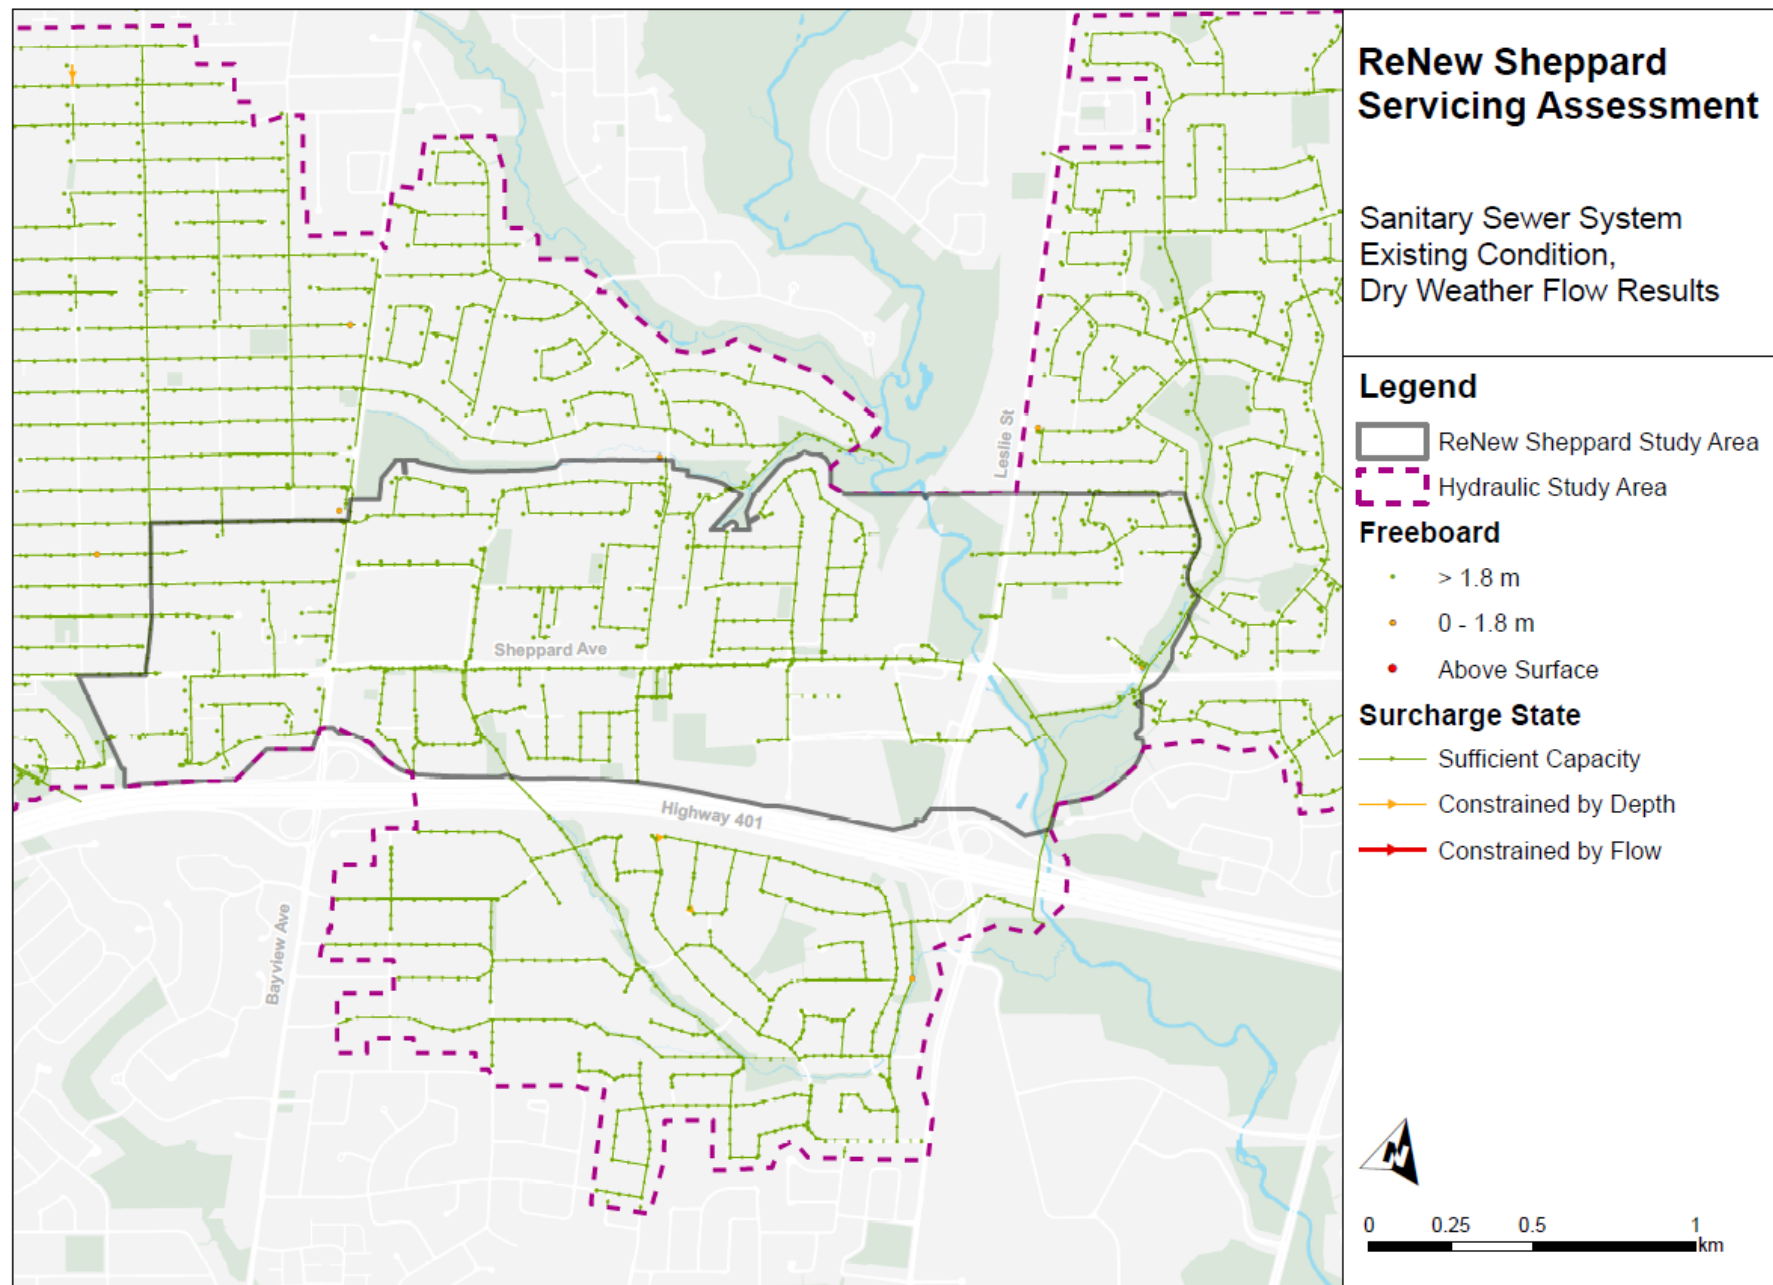 ReNew Sheppard
Servicing Assessment
Sanitary Sewer System
Existing Condition,
Dry Weather Flow Results
Legend
ReNew Sheppard Study Area
Hydraulic Study Area
Freeboard
> 1.8 m
0 - 1.8 m
Above Surface
Surcharge State
Sufficient Capacity
Constrained by Depth
Constrained by Flow
N
0 0.25 0.5 1
km
Leslie St
Sheppard Ave
Highway 401
Bayview Ave